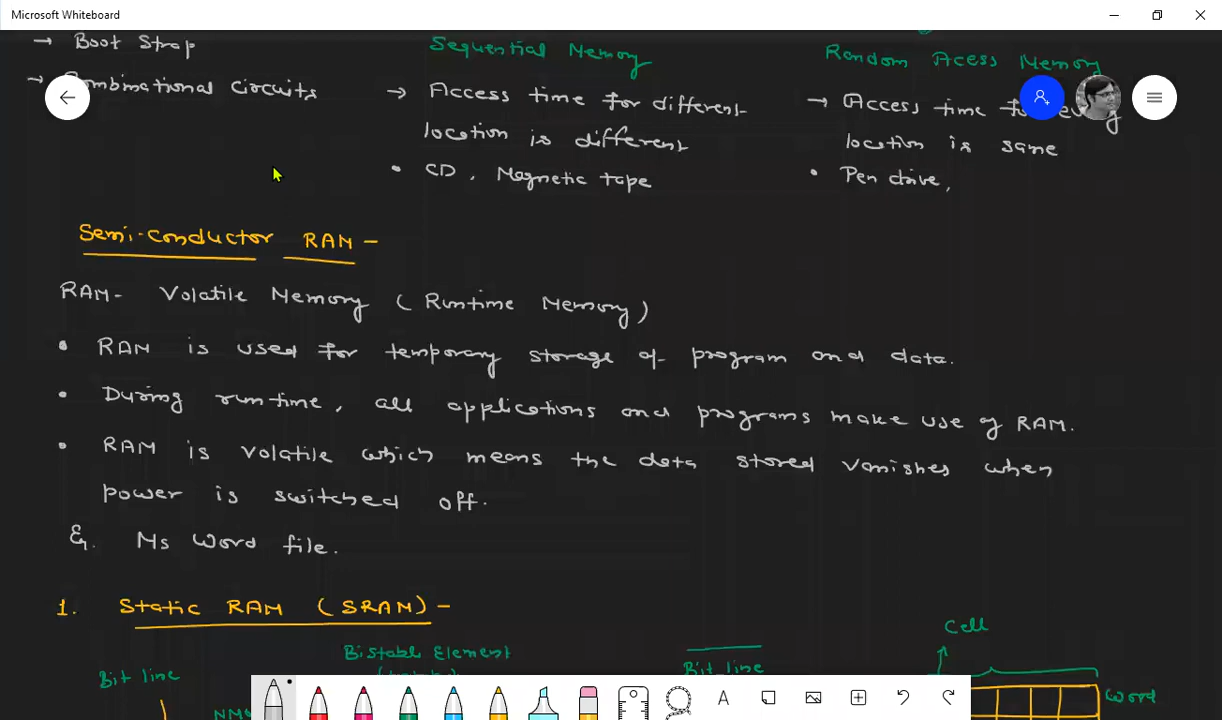 Microsoft Whiteboard
→ Boot Strap
→ Combinational Circuits
Sequential Memory
→ Access time for different
location is different
• CD, Magnetic tape
Random Acess Memory
→ Access time for every
location is same
• Pen drive,
Semi-Conductor RAM -
RAM- Volatile Memory (Runtime Memory)
• RAM is used for temporary storage of program and data.
• During runtime, all applications and programs make use of RAM.
• RAM is volatile which means the data stored vanishes when
power is switched off.
Eg. Ms Word file.
1. Static RAM (SRAM) -
Bit line
Bistable Element
Bit line
Cell
Word
A